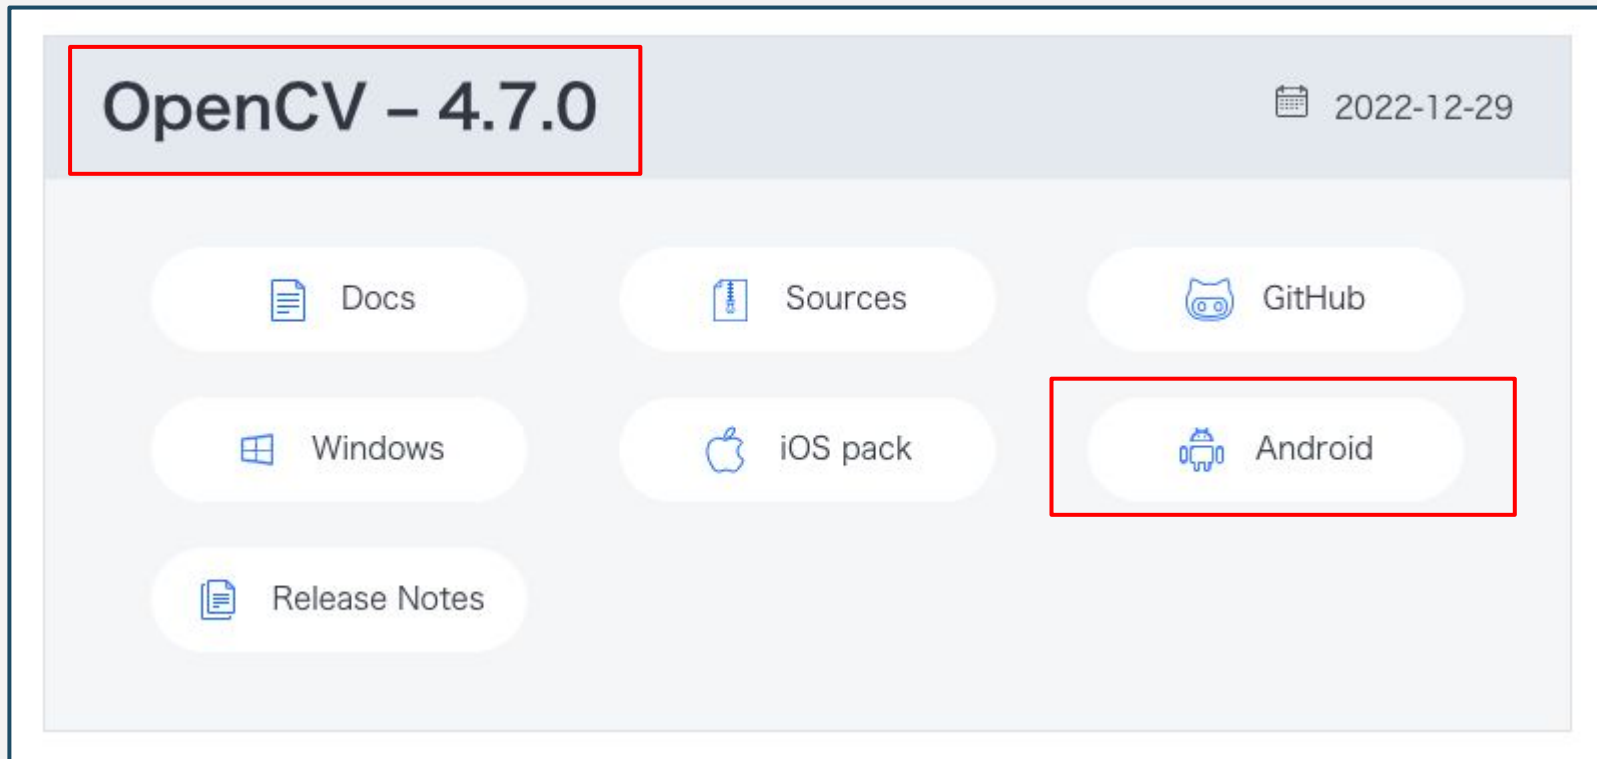 OpenCV – 4.7.0
2022-12-29
Docs
Sources
GitHub
Windows
iOS pack
Android
Release Notes